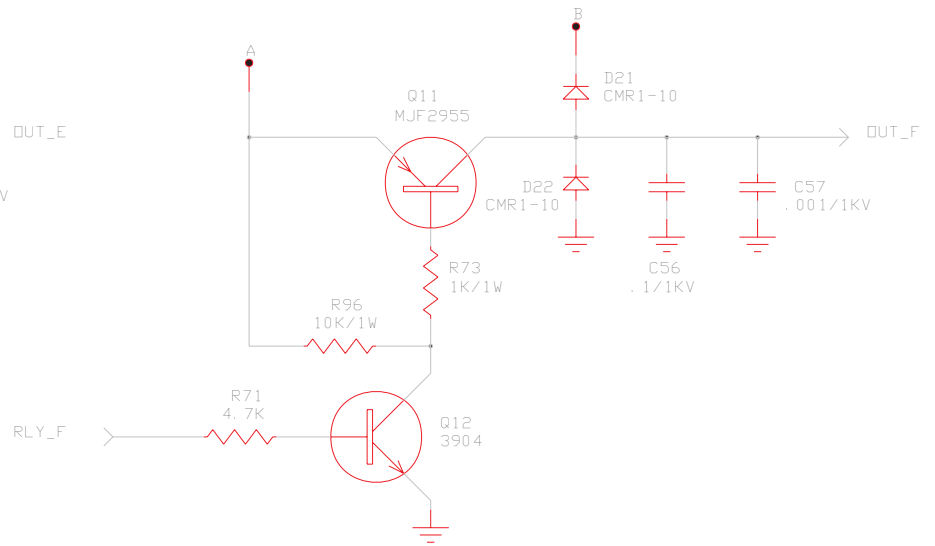 B
A
D21
CMR1-10
Q11
MJF2955
OUT_E
OUT_F
D22
CMR1-10
V
C57
.001/1KV
R73
1K/1W
C56
.1/1KV
R96
10K/1W
R71
4.7K
Q12
3904
RLY_F